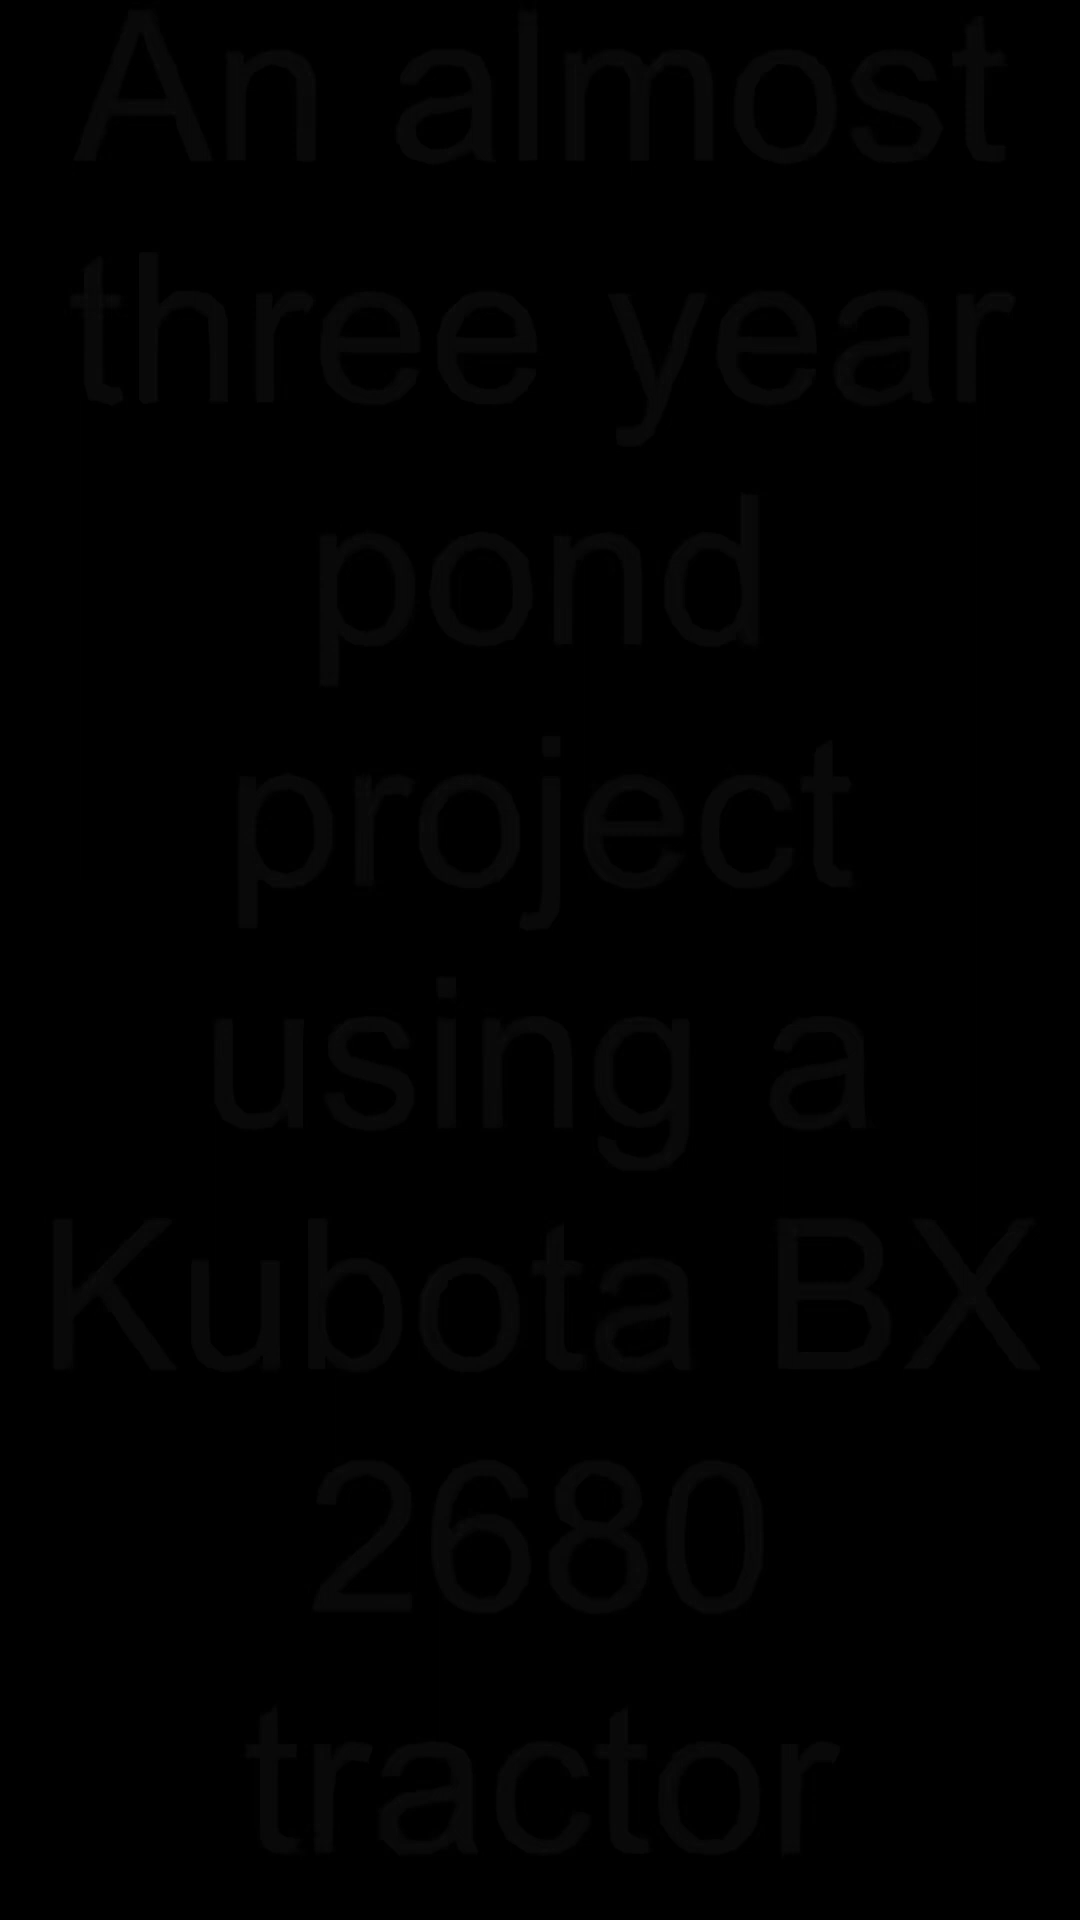 An almost
three year
pond
project
using a
Kubota BX
2680
tractor